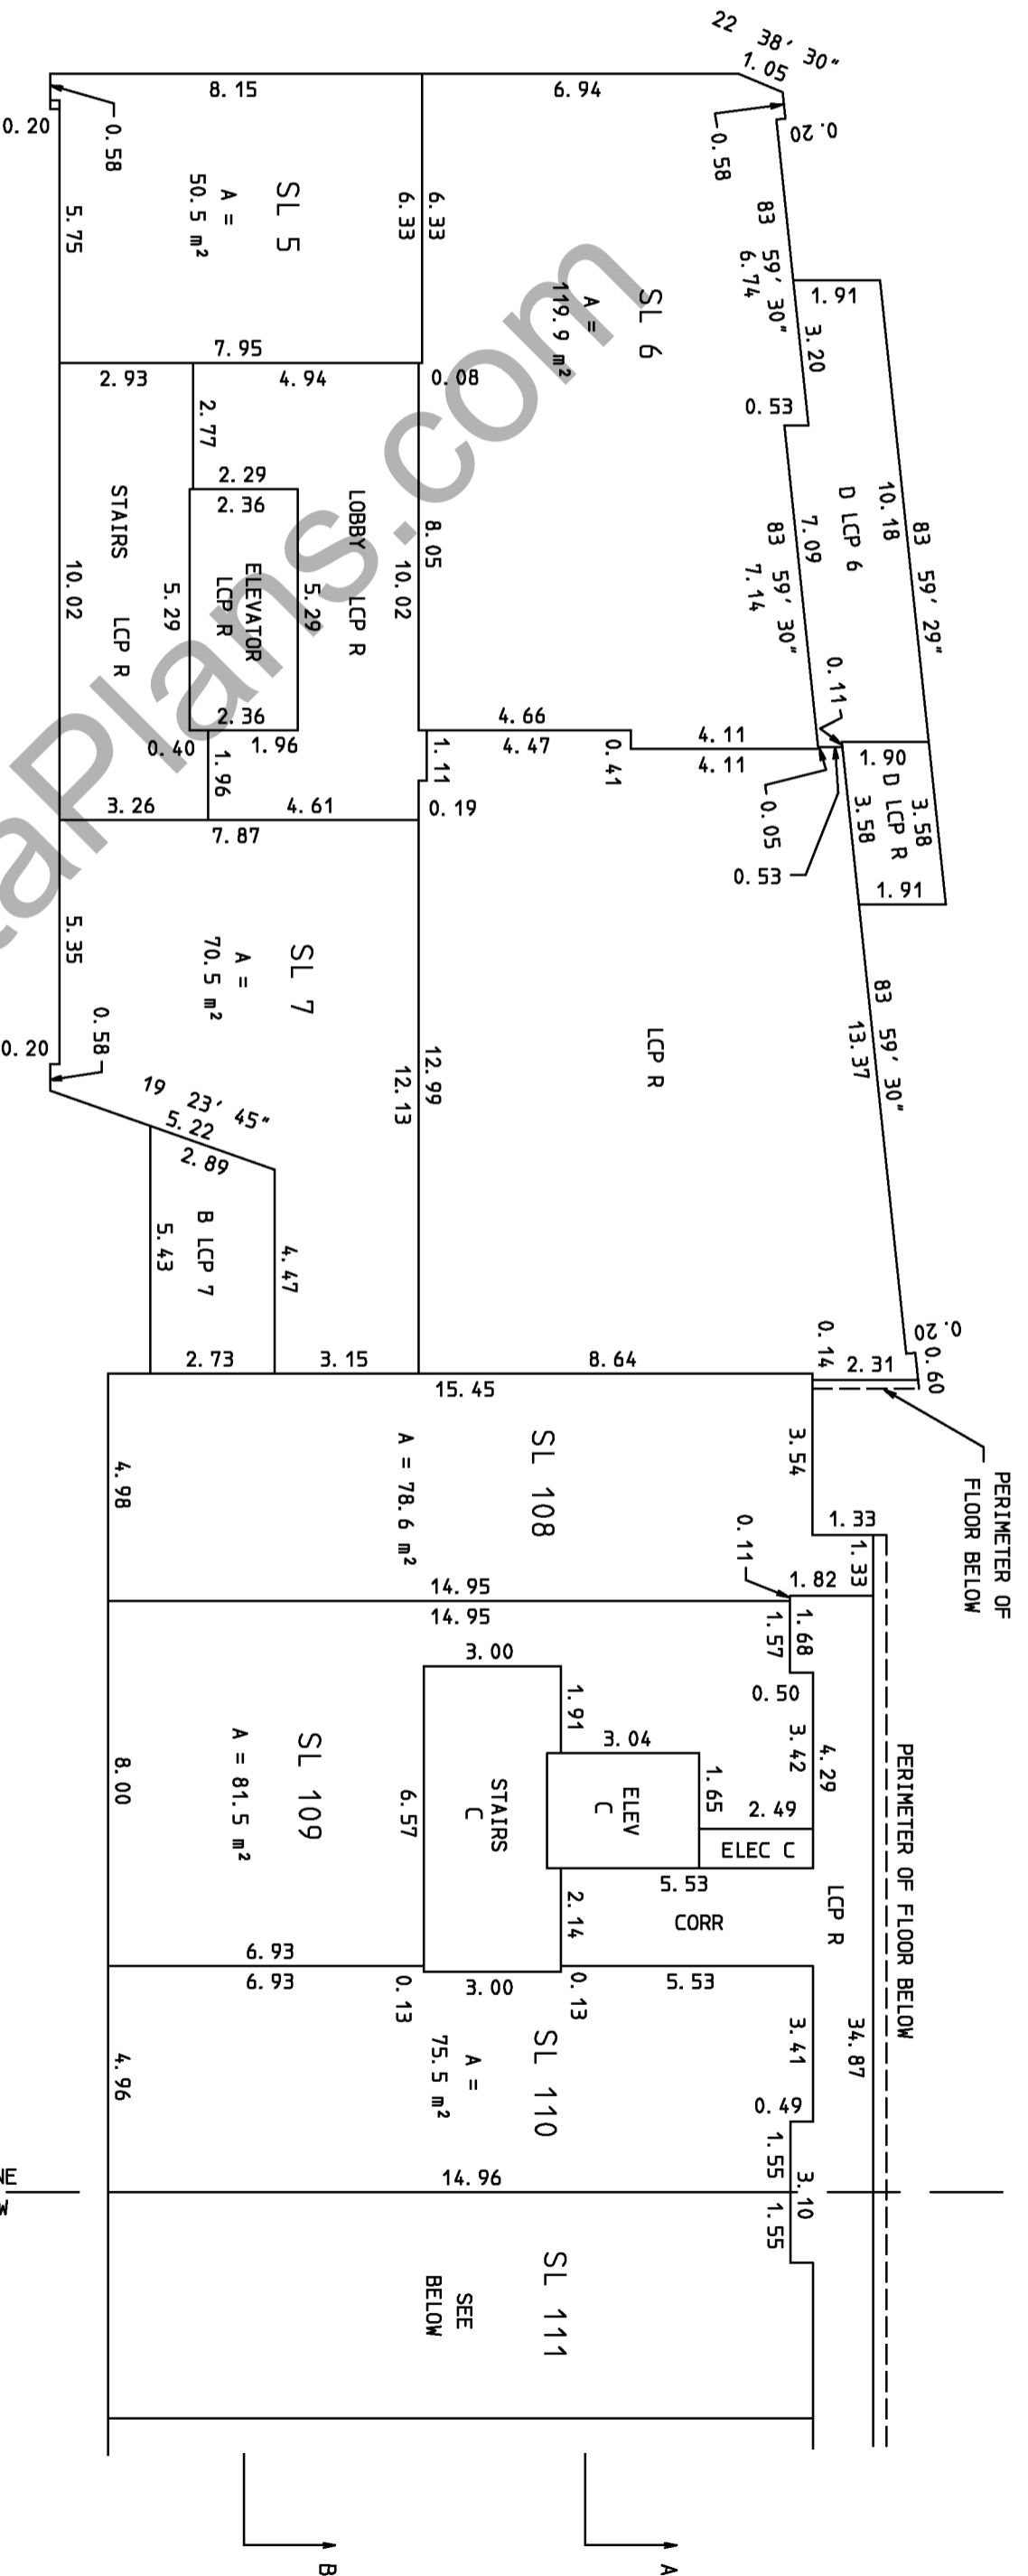 22 38' 30"
1.05
0.20
0.58
6.94
8.15
0.58
0.20
5.75
SL 5
A =
50.5 m²
6.33
6.33
SL 6
A =
119.9 m²
83 59' 30"
6.74
1.91
3.20
0.53
D LCP 6
10.18
83 59' 29"
7.09
83 59' 30"
7.14
0.11
7.95
2.93
4.94
0.08
2.77
2.29
2.36
STAIRS LCP R
ELEVATOR
LCP R
LOBBY LCP R
5.29
5.29
10.02
10.02
8.05
2.36
0.40
1.96
1.96
3.26
4.61
7.87
4.66
4.47
1.11
0.41
0.19
4.11
4.11
0.05
0.53
1.90
D LCP R
3.58
3.58
1.91
SL 7
A =
70.5 m²
5.35
0.58
0.20
19 23' 45"
5.22
2.89
B LCP 7
5.43
4.47
2.73
3.15
12.99
12.13
LCP R
83 59' 30"
13.37
0.20
0.60
0.14
2.31
8.64
15.45
PERIMETER OF
FLOOR BELOW
SL 108
A = 78.6 m²
4.98
3.54
1.33
1.33
1.82
0.11
14.95
14.95
1.57
1.68
0.50
3.42
4.29
3.00
1.91
3.04
1.65
2.49
ELEV
C
ELEC C
STAIRS
C
6.57
2.14
5.53
CORR
LCP R
PERIMETER OF FLOOR BELOW
SL 109
A = 81.5 m²
8.00
6.93
6.93
0.13
3.00
0.13
5.53
SL 110
A =
75.5 m²
4.96
3.41
34.87
0.49
1.55
3.10
1.55
14.96
SL 111
SEE
BELOW
B
A
taPlans.com